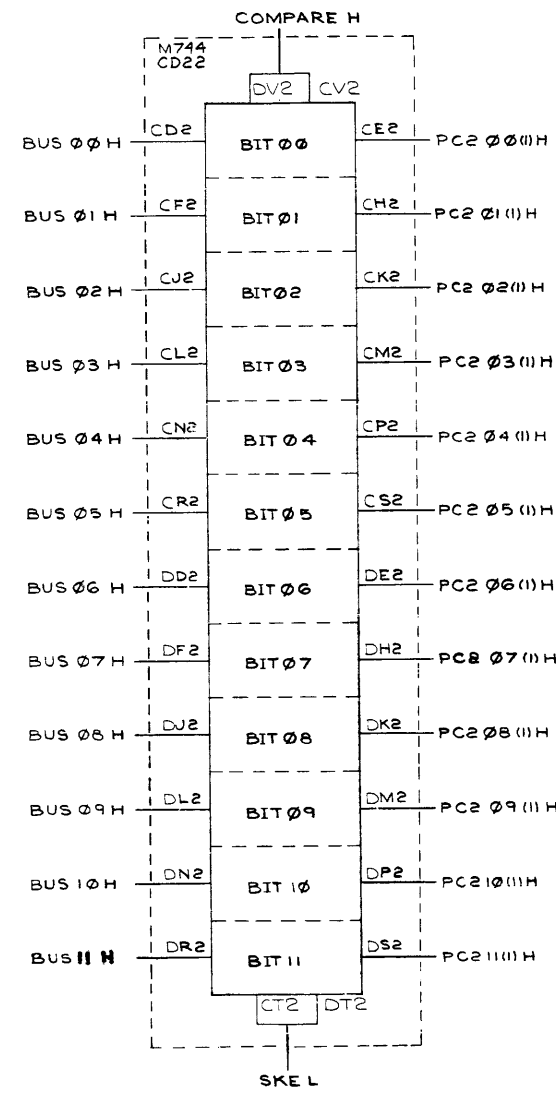 COMPARE H
M744
CD22
DV2 CV2
BUS ØØ H CD2 BIT ØØ CE2 PC2 ØØ(1)H
BUS Ø1 H CF2 BIT Ø1 CH2 PC2 Ø1(1)H
BUS Ø2 H CJ2 BIT Ø2 CK2 PC2 Ø2(1)H
BUS Ø3 H CL2 BIT Ø3 CM2 PC2 Ø3(1)H
BUS Ø4 H CN2 BIT Ø4 CP2 PC2 Ø4(1)H
BUS Ø5 H CR2 BIT Ø5 CS2 PC2 Ø5(1)H
BUS Ø6 H DD2 BIT Ø6 DE2 PC2 Ø6(1)H
BUS Ø7 H DF2 BIT Ø7 DH2 PC2 Ø7(1)H
BUS Ø8 H DJ2 BIT Ø8 DK2 PC2 Ø8(1)H
BUS Ø9 H DL2 BIT Ø9 DM2 PC2 Ø9(1)H
BUS 1Ø H DN2 BIT 1Ø DP2 PC2 1Ø(1)H
BUS 11 H DR2 BIT 11 DS2 PC2 11(1)H
CT2 DT2
SKE L